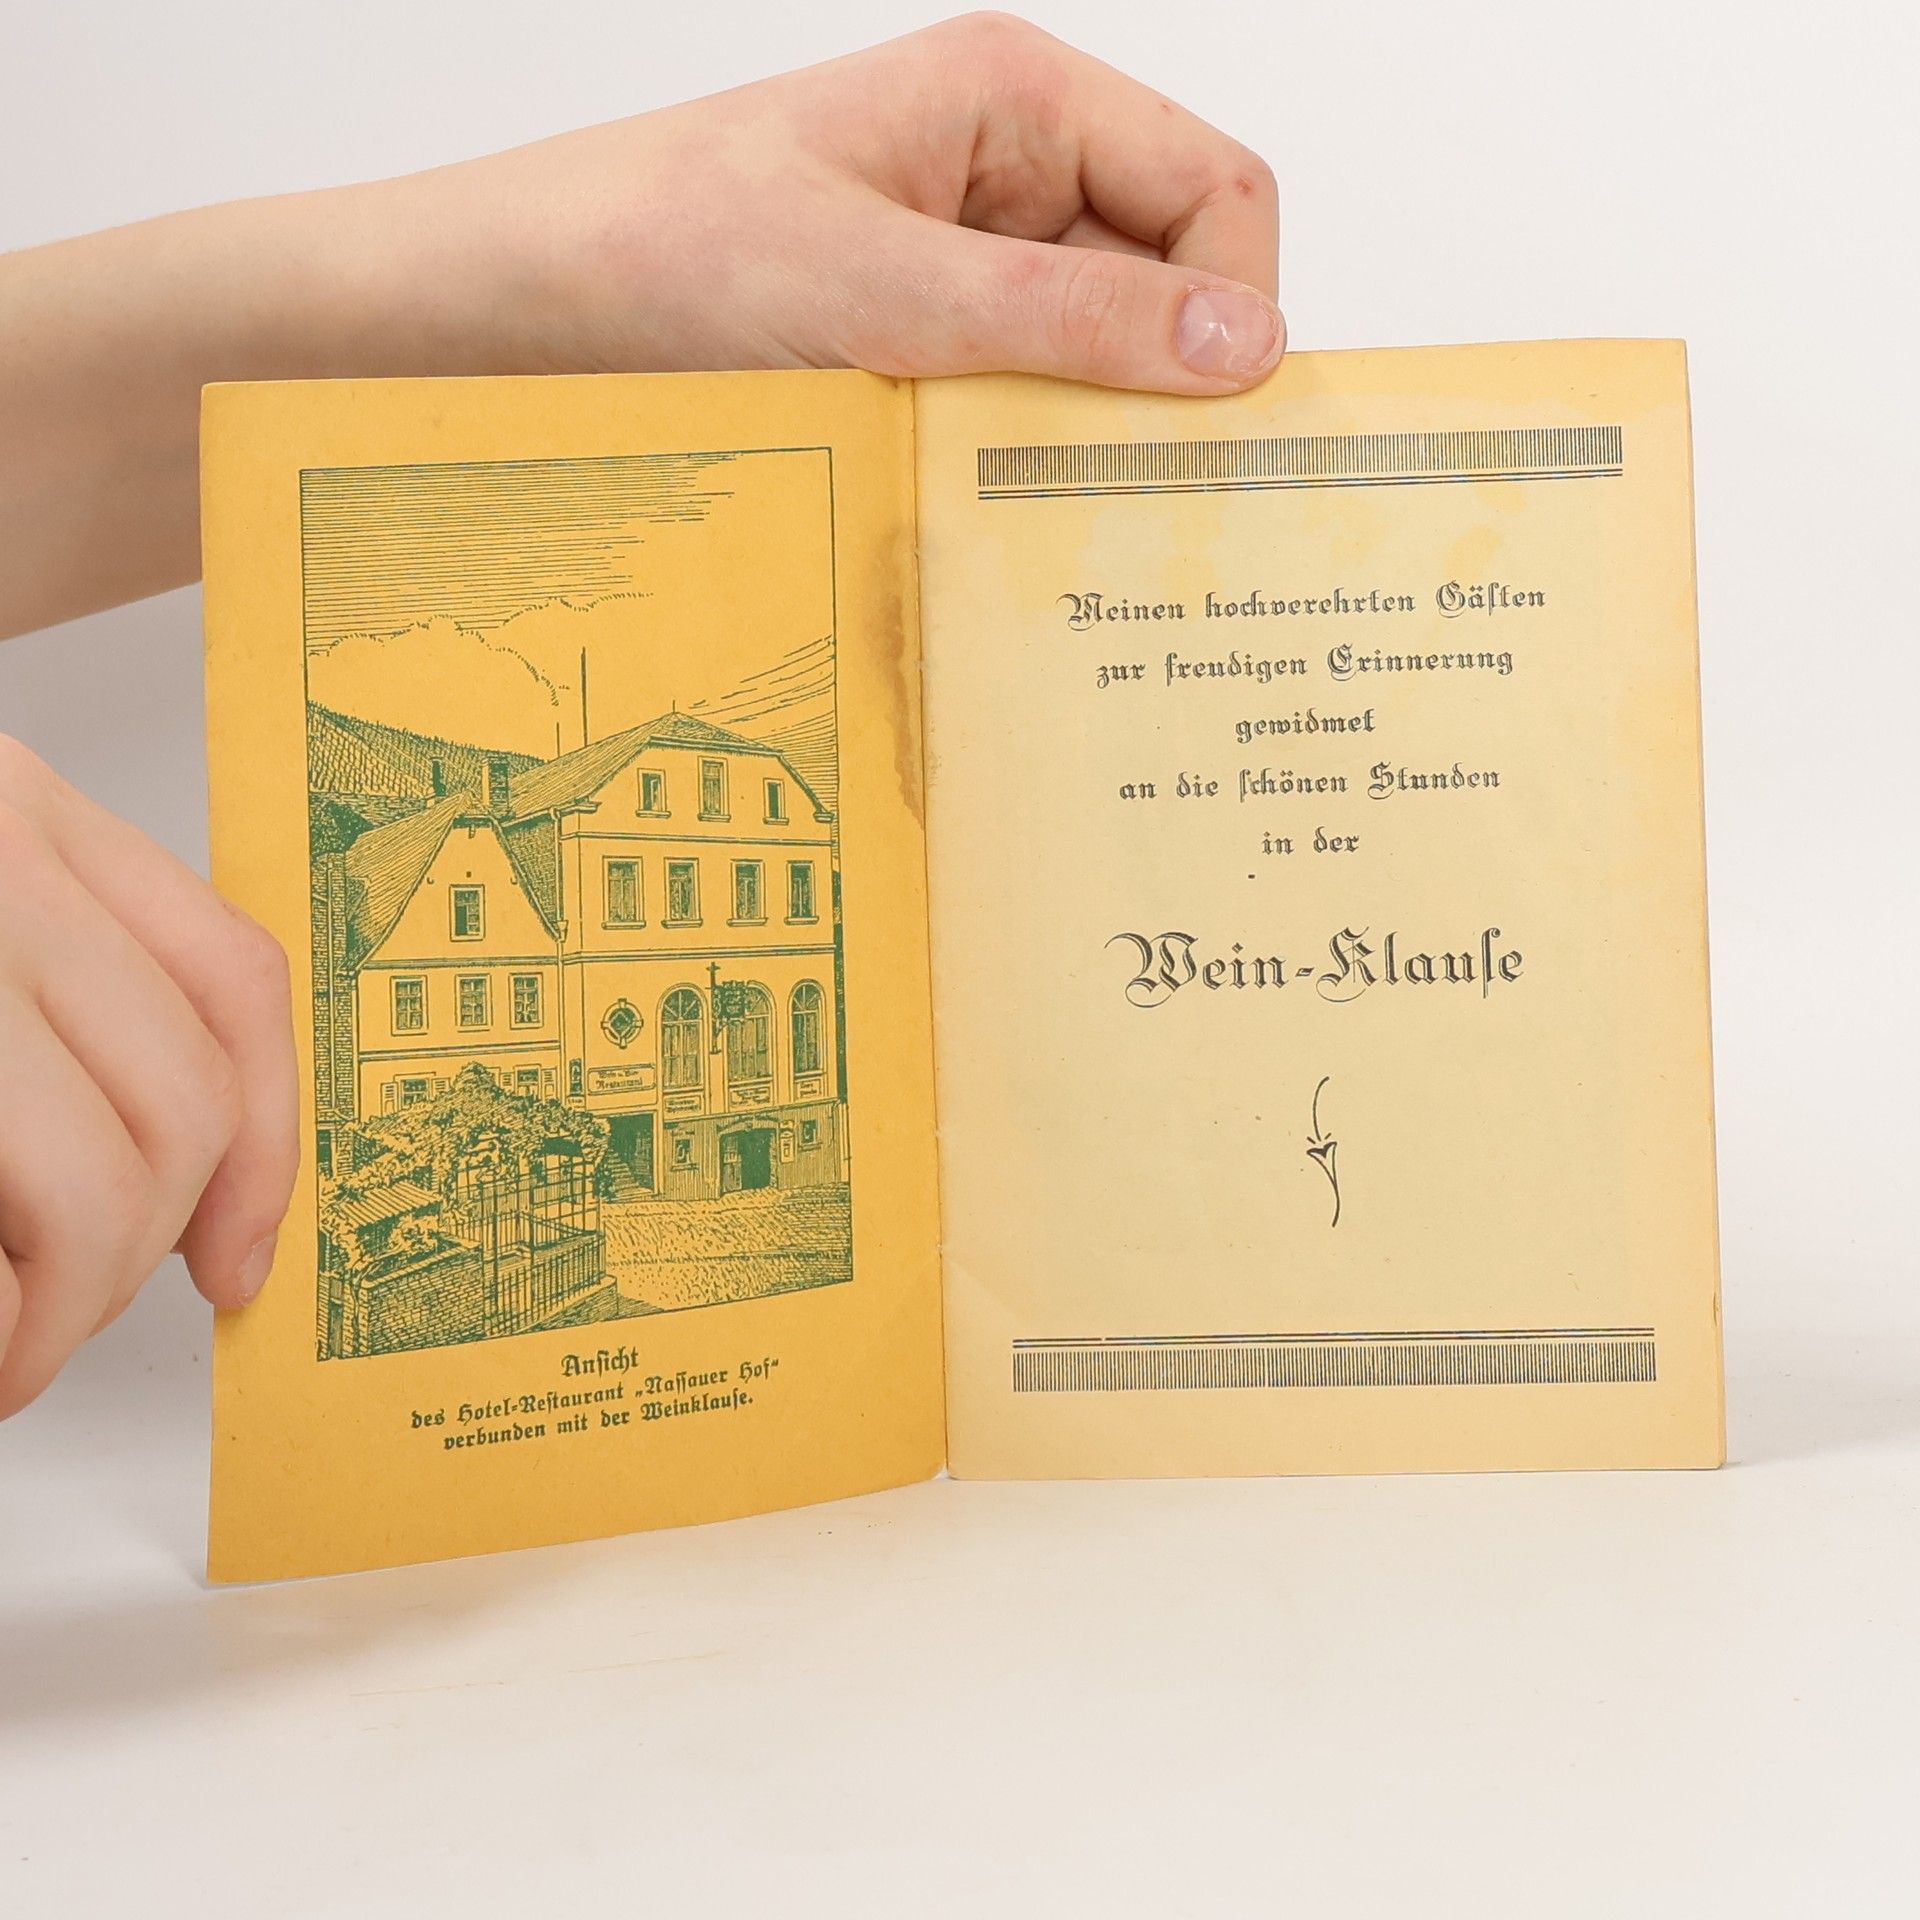 Ansicht
des Hotel-Restaurant „Nassauer Hof“
verbunden mit der Weinklause.
Restaurant
Meinen hochverehrten Gästen
zur freudigen Erinnerung
gewidmet
an die schönen Stunden
in der
Wein-Klause